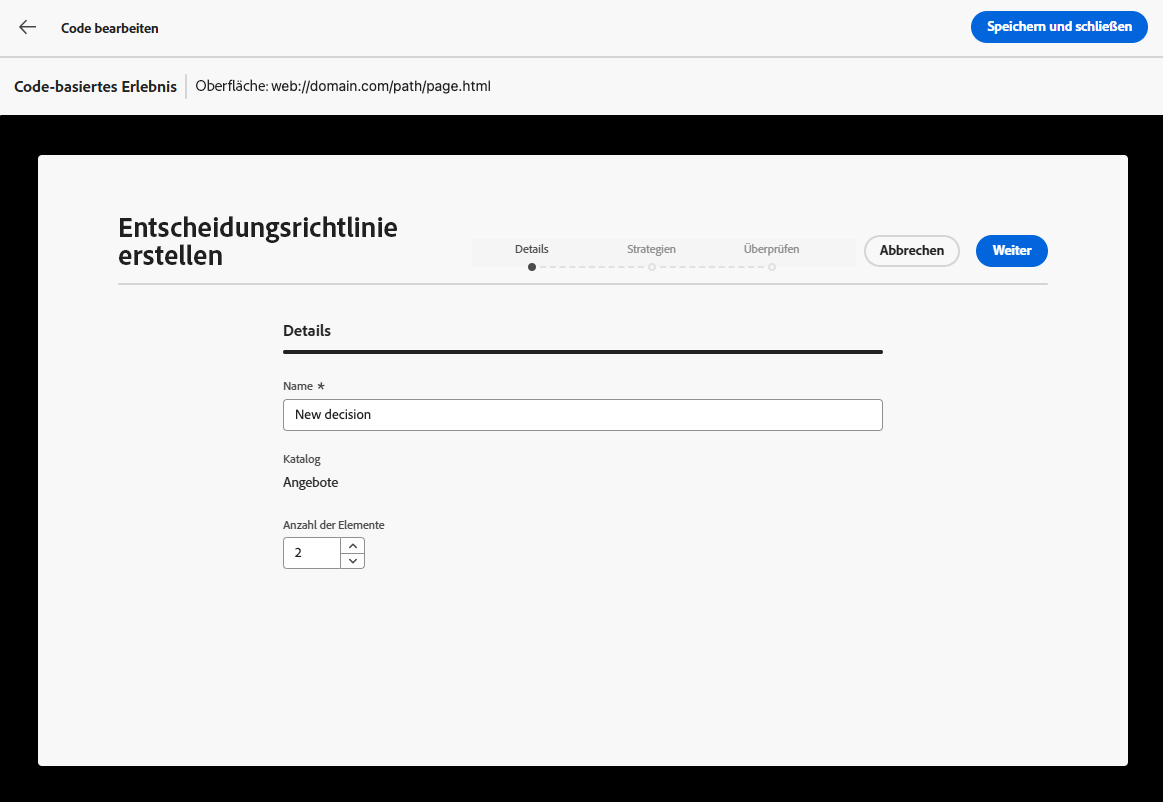 Code bearbeiten
Speichern und schließen
Code-basiertes Erlebnis
Oberfläche: web://domain.com/path/page.html
Entscheidungsrichtlinie
erstellen
Details
Strategien
Überprüfen
Abbrechen
Weiter
Details
Name *
New decision
Katalog
Angebote
Anzahl der Elemente
2